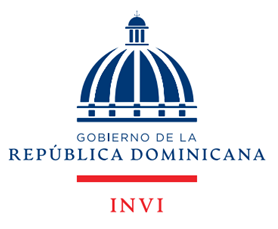 GOBIERNO DE LA
REPÚBLICA DOMINICANA
INVI